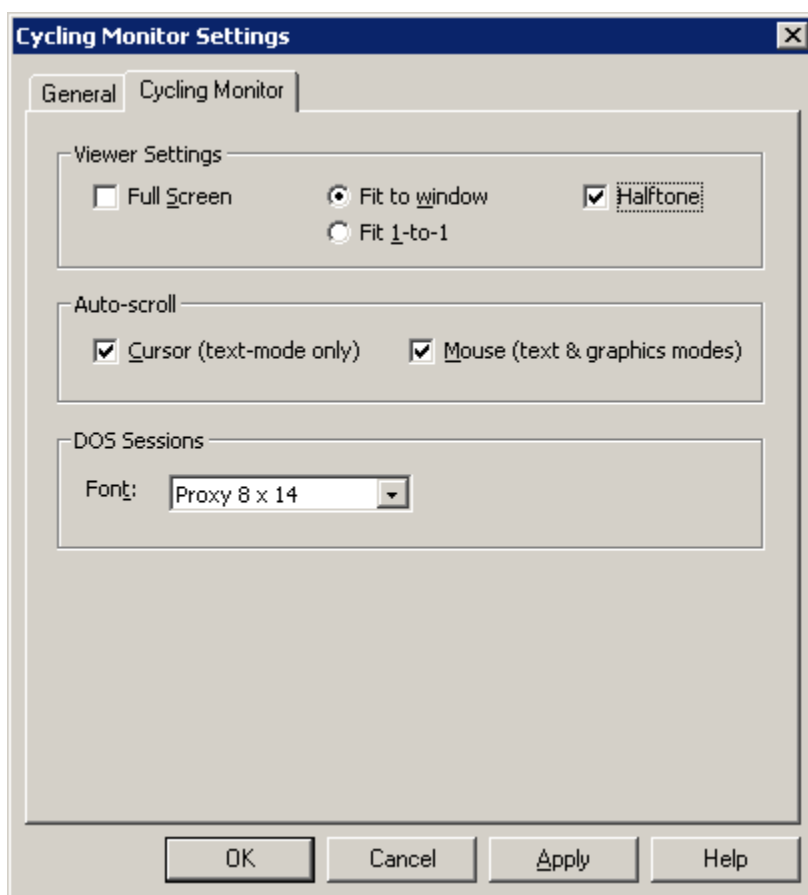 Cycling Monitor Settings
General Cycling Monitor
Viewer Settings
Full Screen Fit to window Halftone
Fit 1-to-1
Auto-scroll
Cursor (text-mode only) Mouse (text & graphics modes)
DOS Sessions
Font: Proxy 8 x 14
OK Cancel Apply Help